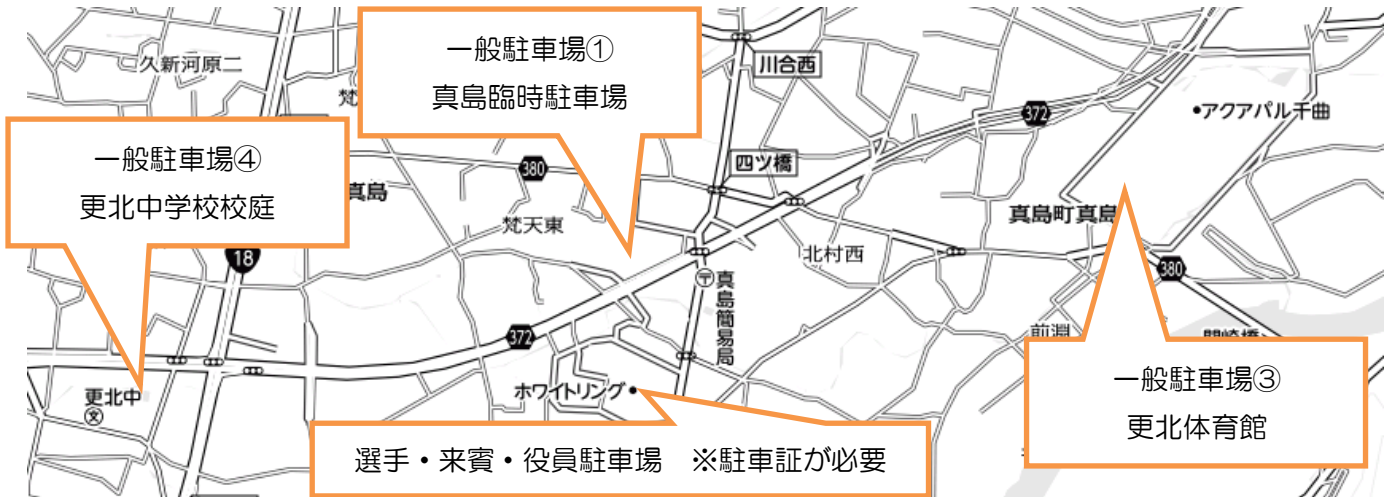 一般駐車場①
真島臨時駐車場
川合西
久新河原二
梵
372
アクアパル千曲
一般駐車場④
更北中学校校庭
380
四ツ橋
真島
梵天東
真島町真島
北村西
18
380
〒
真島簡易局
372
前淵
一般駐車場③
更北体育館
ホワイトリング
更北中
文
選手・来賓・役員駐車場 ※駐車証が必要